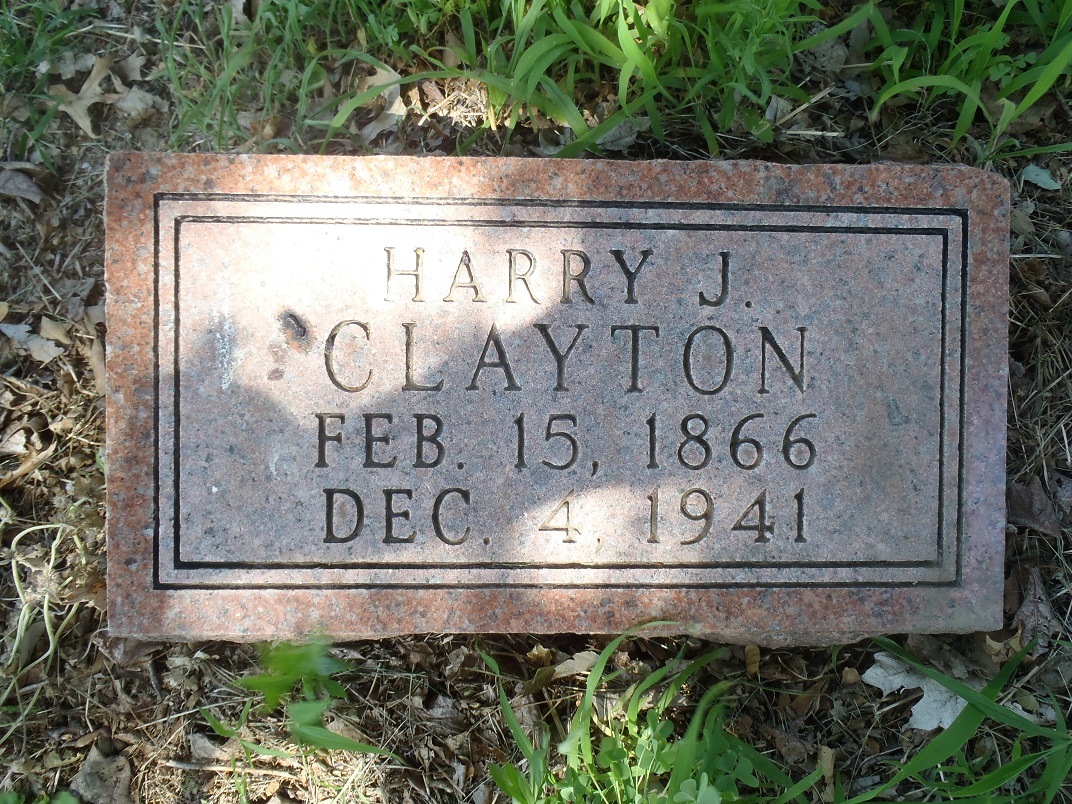 HARRY J.
CLAYTON
FEB. 15, 1866
DEC. 4, 1941